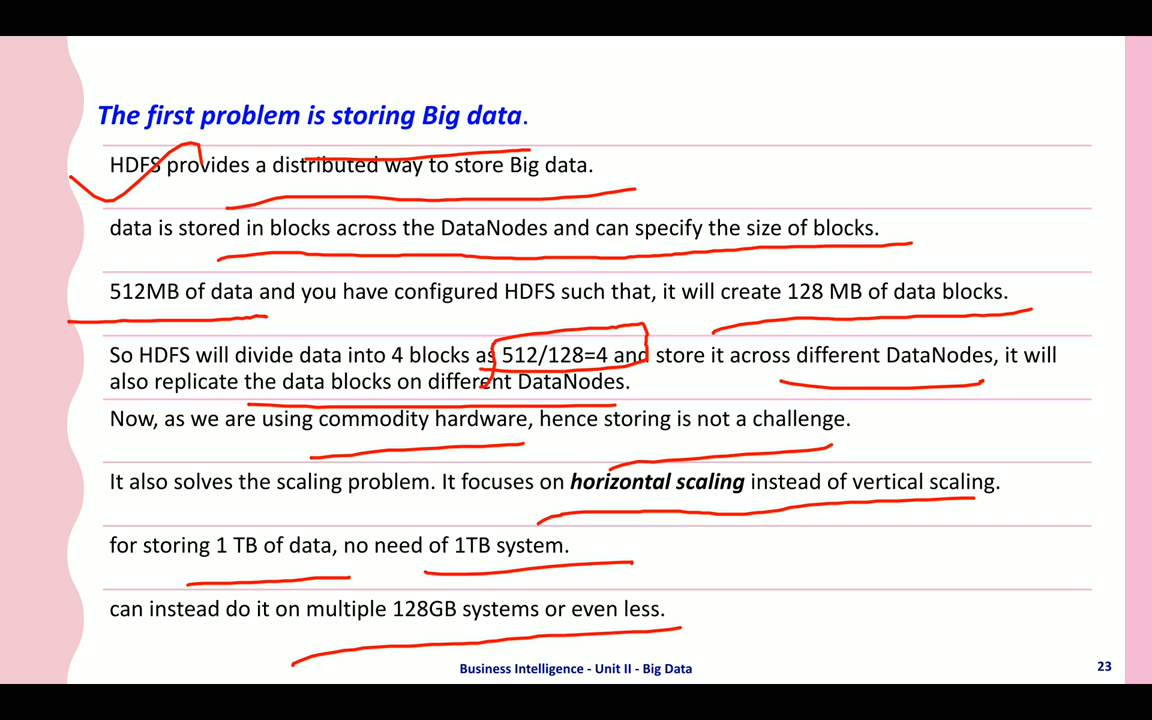 The first problem is storing Big data.
HDFS provides a distributed way to store Big data.
data is stored in blocks across the DataNodes and can specify the size of blocks.
512MB of data and you have configured HDFS such that, it will create 128 MB of data blocks.
So HDFS will divide data into 4 blocks as 512/128=4 and store it across different DataNodes, it will
also replicate the data blocks on different DataNodes.
Now, as we are using commodity hardware, hence storing is not a challenge.
It also solves the scaling problem. It focuses on horizontal scaling instead of vertical scaling.
for storing 1 TB of data, no need of 1TB system.
can instead do it on multiple 128GB systems or even less.
Business Intelligence - Unit II - Big Data
23